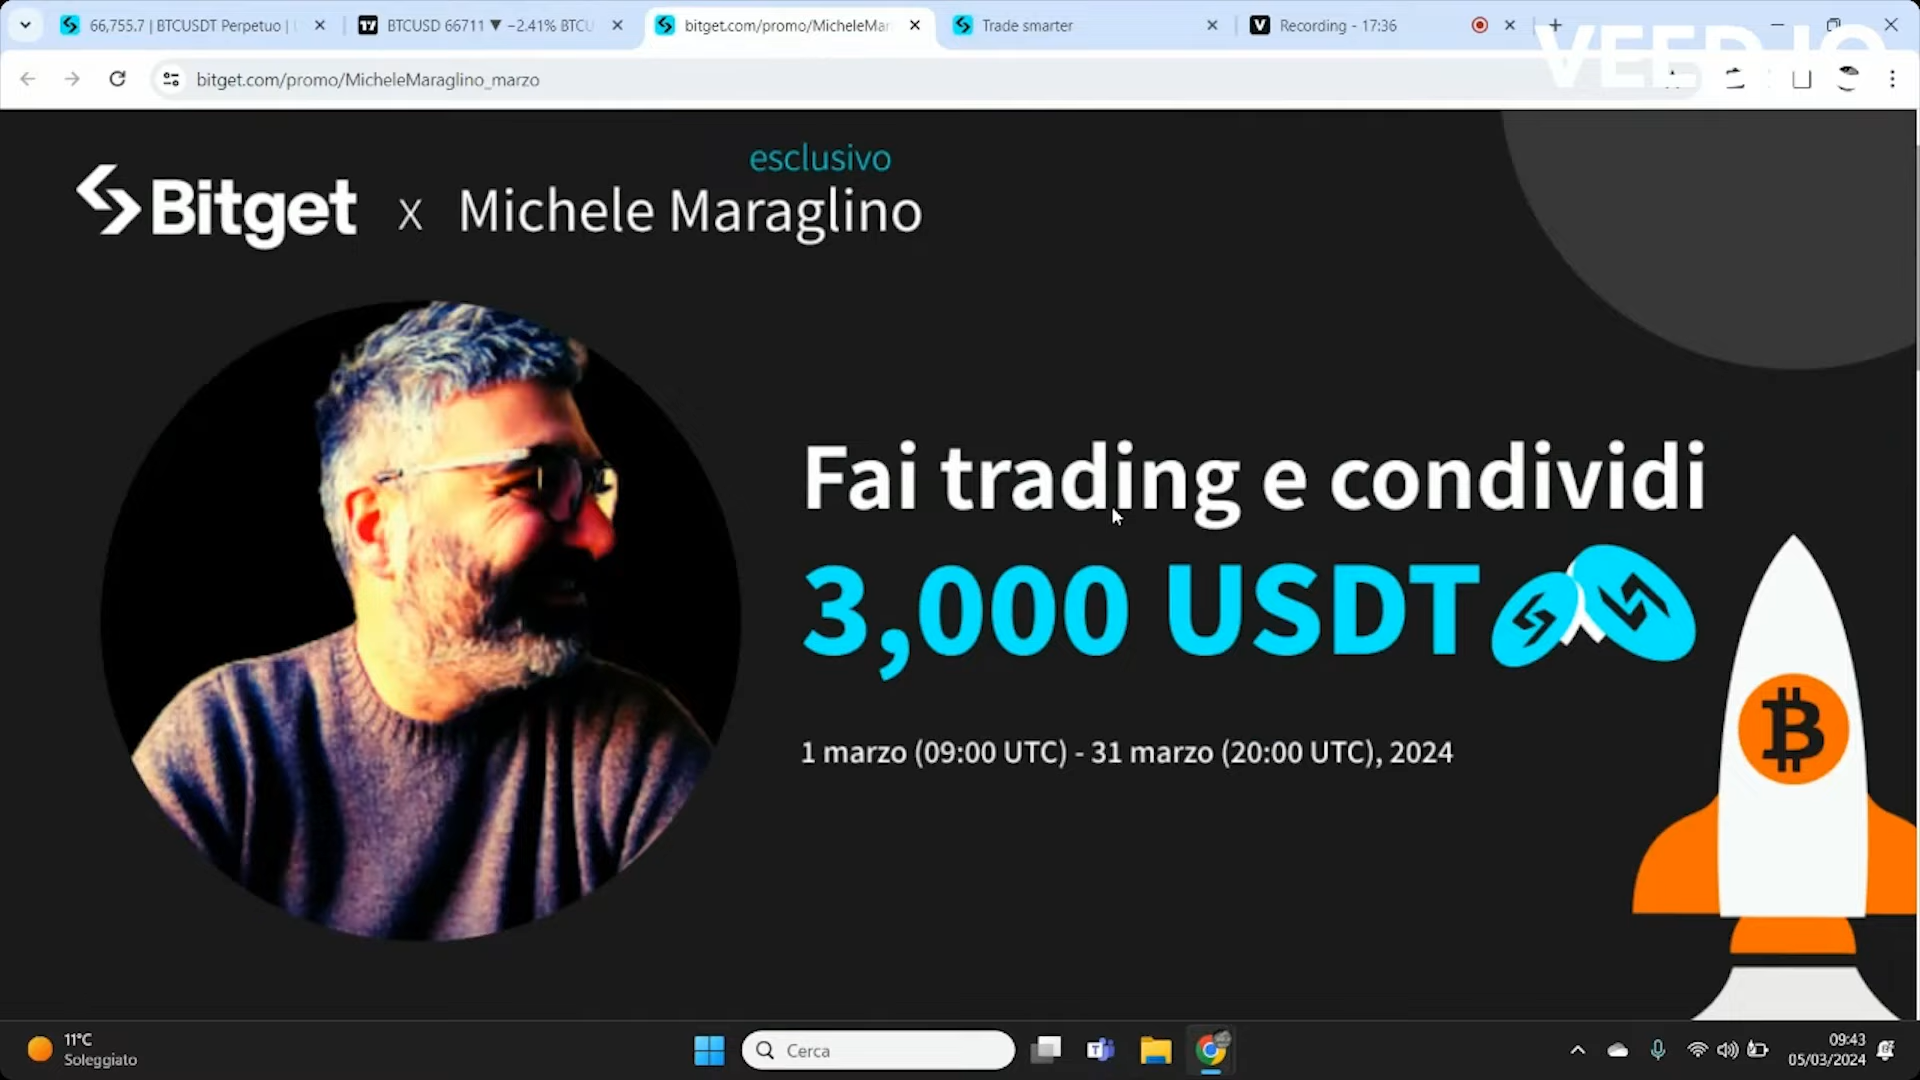 66,755.7 | BTCUSDT Perpetuo |
BTCUSD 66711 ▼ −2.41% BTCU
bitget.com/promo/MicheleMar
Trade smarter
Recording - 17:36
VEED.IO
bitget.com/promo/MicheleMaraglino_marzo
esclusivo
Bitget x Michele Maraglino
Fai trading e condividi
3,000 USDT
1 marzo (09:00 UTC) - 31 marzo (20:00 UTC), 2024
11°C
Soleggiato
Cerca
09:43
05/03/2024